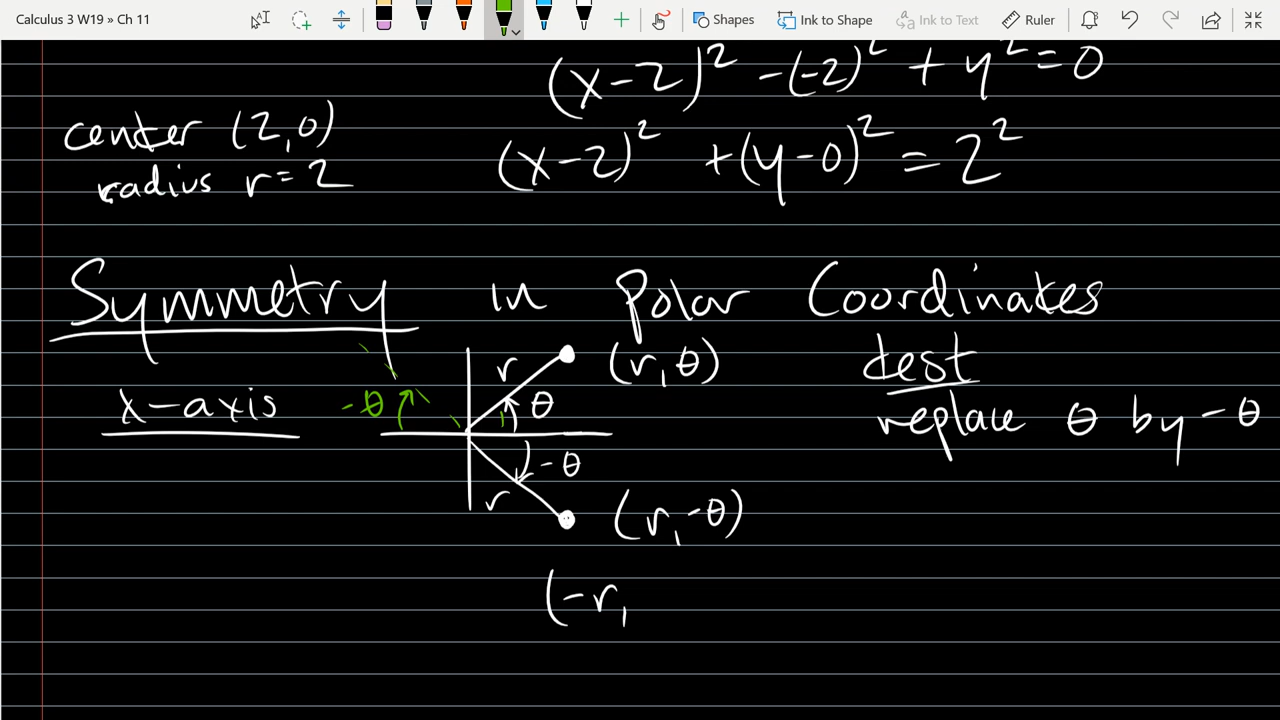 Calculus 3 W19 » Ch 11
Shapes
Ink to Shape
Ink to Text
Ruler
(x-2)² -(-2)² + y² = 0
center (2,0)
radius r = 2
(x-2)² +(y-0)² = 2²
Symmetry in Polar Coordinates
x-axis
-θ
r
θ
(r, θ)
test
replace θ by -θ
-θ
r
(r, -θ)
(-r,